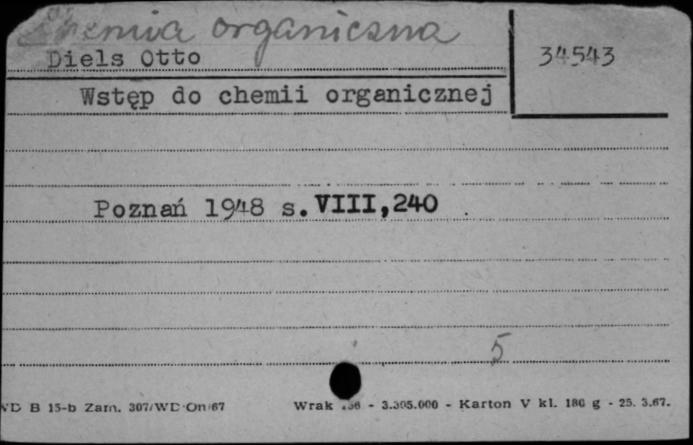 Chemia organiczna
Diels Otto
34543
Wstęp do chemii organicznej
Poznań 1948 s. VIII, 240
5
B 15-b Zam. 307/WD-On/67 Wrak - 3.305.000 - Karton V kl. 180 g - 25. 3.67.